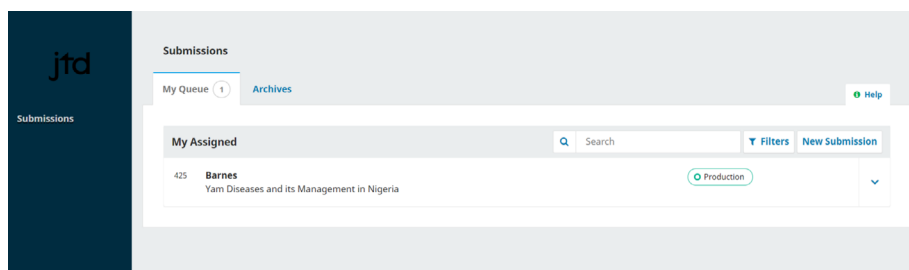 jtd
Submissions
Submissions
My Queue 1 Archives
Help
My Assigned Search Filters New Submission
425 Barnes Production
Yam Diseases and its Management in Nigeria